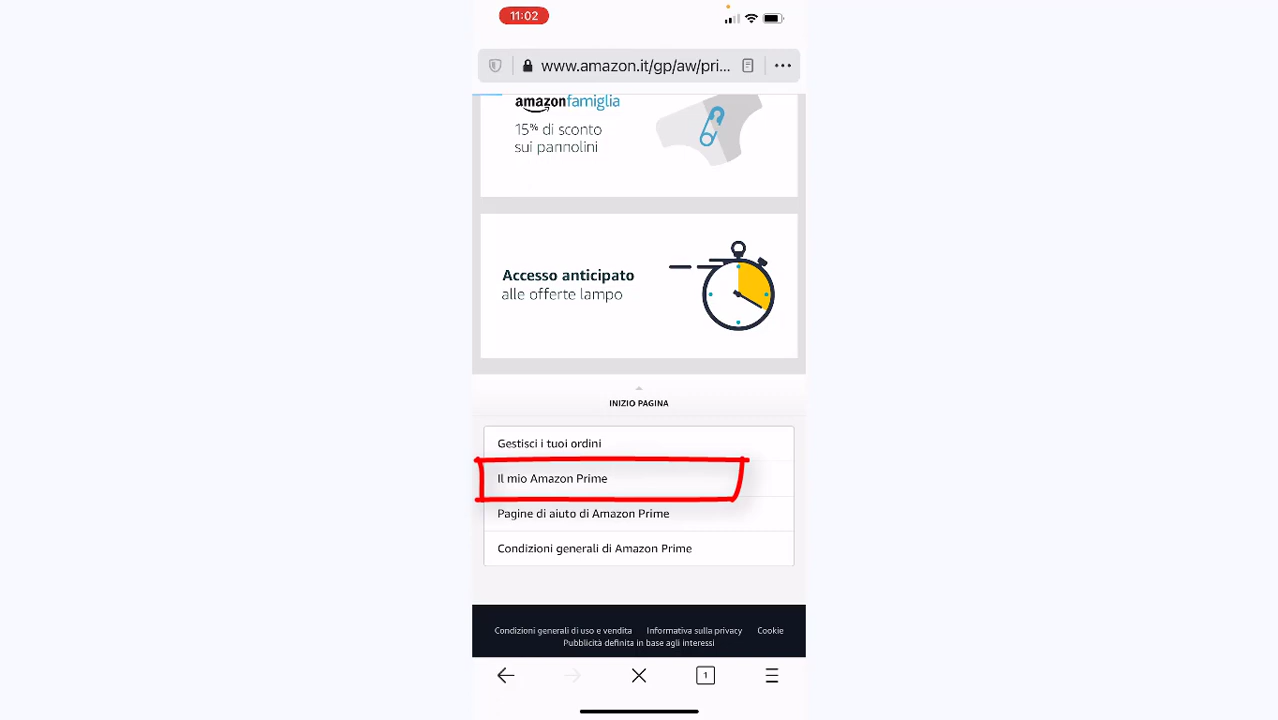 11:02
www.amazon.it/gp/aw/pri...
amazonfamiglia
15% di sconto
sui pannolini
Accesso anticipato
alle offerte lampo
INIZIO PAGINA
Gestisci i tuoi ordini
Il mio Amazon Prime
Pagine di aiuto di Amazon Prime
Condizioni generali di Amazon Prime
Condizioni generali di uso e vendita Informativa sulla privacy Cookie
Pubblicità definita in base agli interessi
1